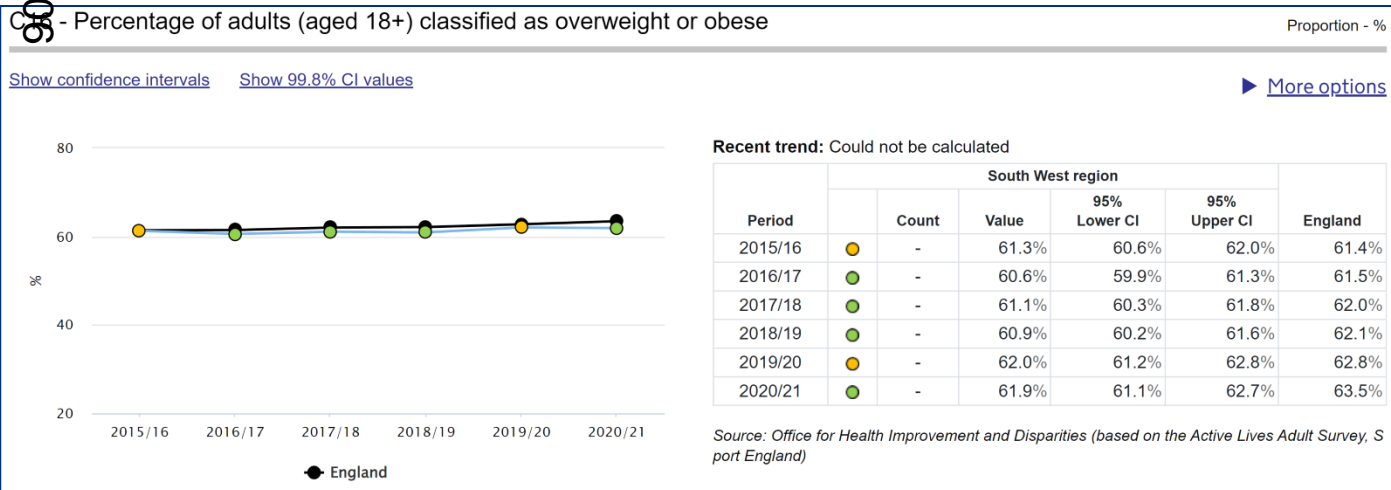 - Percentage of adults (aged 18+) classified as overweight or obese
Proportion - %
Show confidence intervals Show 99.8% CI values
More options
80
60
%
40
20
2015/16 2016/17 2017/18 2018/19 2019/20 2020/21
England
Recent trend: Could not be calculated
South West region
Period Count Value 95% Lower CI 95% Upper CI England
2015/16 - 61.3% 60.6% 62.0% 61.4%
2016/17 - 60.6% 59.9% 61.3% 61.5%
2017/18 - 61.1% 60.3% 61.8% 62.0%
2018/19 - 60.9% 60.2% 61.6% 62.1%
2019/20 - 62.0% 61.2% 62.8% 62.8%
2020/21 - 61.9% 61.1% 62.7% 63.5%
Source: Office for Health Improvement and Disparities (based on the Active Lives Adult Survey, S
port England)